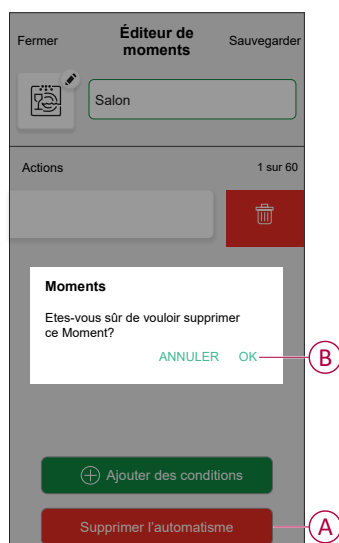 Fermer
Éditeur de
moments
Sauvegarder
Salon
Actions
1 sur 60
Moments
Etes-vous sûr de vouloir supprimer
ce Moment?
ANNULER OK
B
Ajouter des conditions
Supprimer l'automatisme
A